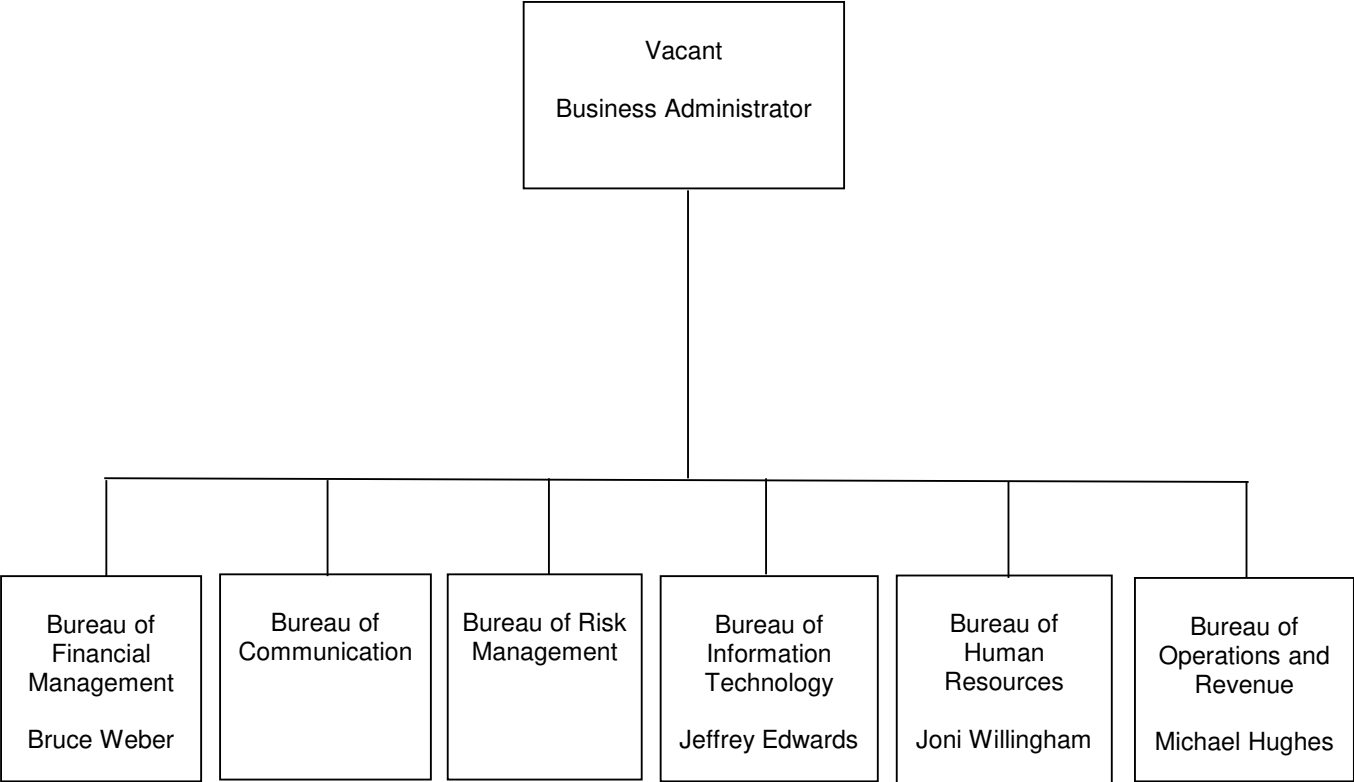 Vacant
Business Administrator
Bureau of
Financial
Management
Bruce Weber
Bureau of
Communication
Bureau of Risk
Management
Bureau of
Information
Technology
Jeffrey Edwards
Bureau of
Human
Resources
Joni Willingham
Bureau of
Operations and
Revenue
Michael Hughes